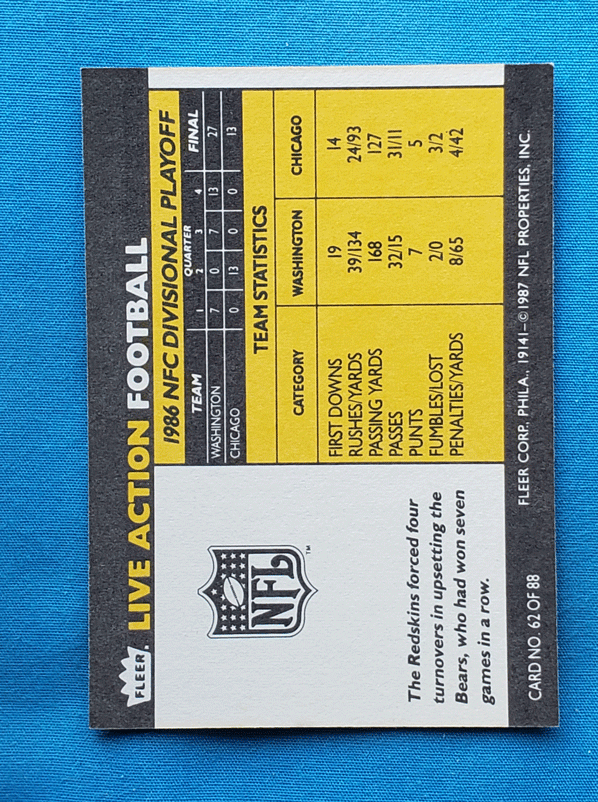 FLEER® LIVE ACTION FOOTBALL
NFL ™
The Redskins forced four
turnovers in upsetting the
Bears, who had won seven
games in a row.
1986 NFC DIVISIONAL PLAYOFF
QUARTER
TEAM 1 2 3 4 FINAL
WASHINGTON 7 0 7 13 27
CHICAGO 0 13 0 0 13
TEAM STATISTICS
CATEGORY WASHINGTON CHICAGO
FIRST DOWNS 19 14
RUSHES/YARDS 39/134 24/93
PASSING YARDS 168 127
PASSES 32/15 31/11
PUNTS 7 5
FUMBLES/LOST 2/0 3/2
PENALTIES/YARDS 8/65 4/42
CARD NO. 62 OF 88 FLEER CORP., PHILA., 19141—©1987 NFL PROPERTIES, INC.